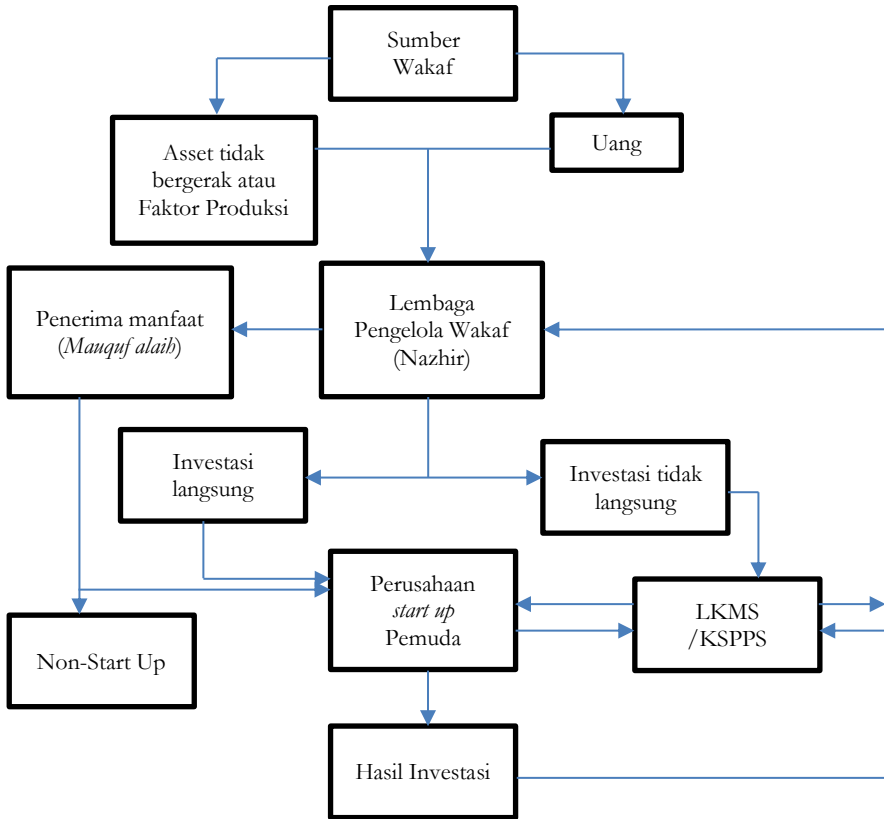 Sumber
Wakaf
Asset tidak
bergerak atau
Faktor Produksi
Uang
Penerima manfaat
(Mauquf alaih)
Lembaga
Pengelola Wakaf
(Nazhir)
Investasi
langsung
Investasi tidak
langsung
Perusahaan
start up
Pemuda
LKMS
/KSPPS
Non-Start Up
Hasil Investasi